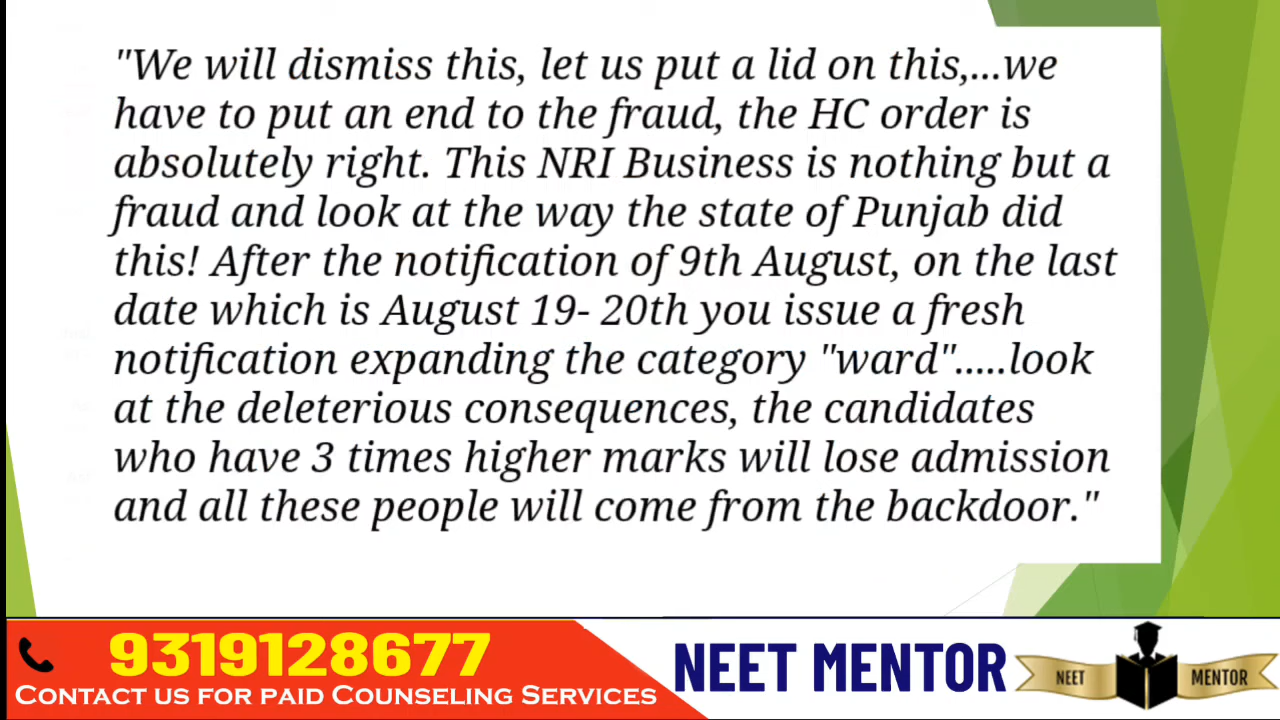 "We will dismiss this, let us put a lid on this,...we
have to put an end to the fraud, the HC order is
absolutely right. This NRI Business is nothing but a
fraud and look at the way the state of Punjab did
this! After the notification of 9th August, on the last
date which is August 19- 20th you issue a fresh
notification expanding the category "ward".....look
at the deleterious consequences, the candidates
who have 3 times higher marks will lose admission
and all these people will come from the backdoor."
9319128677
CONTACT US FOR PAID COUNSELING SERVICES
NEET MENTOR
NEET MENTOR